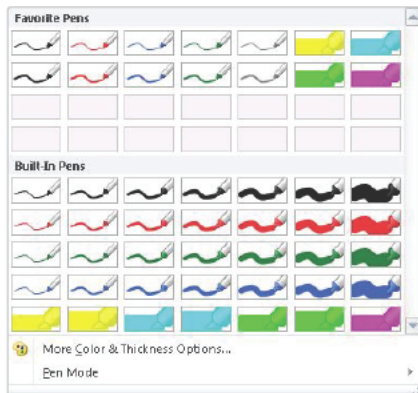 Favorite Pens
Built-In Pens
More Color & Thickness Options...
Pen Mode